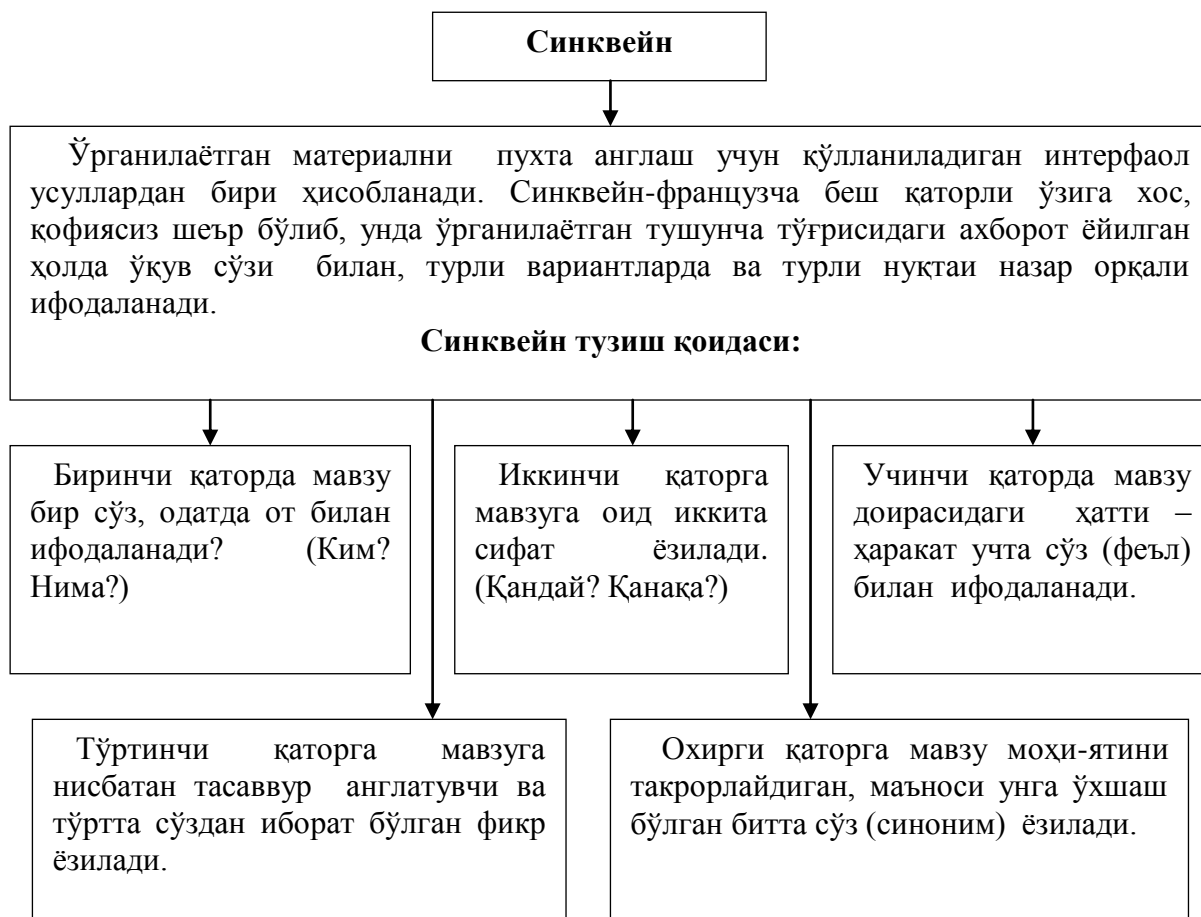 Синквейн
Ўрганилаётган материални пухта англаш учун қўлланиладиган интерфаол
усуллардан бири ҳисобланади. Синквейн-французча беш қаторли ўзига хос,
қофиясиз шеър бўлиб, унда ўрганилаётган тушунча тўғрисидаги ахборот ёйилган
ҳолда ўқув сўзи билан, турли вариантларда ва турли нуқтаи назар орқали
ифодаланади.
Синквейн тузиш қоидаси:
Биринчи қаторда мавзу
бир сўз, одатда от билан
ифодаланади? (Ким?
Нима?)
Иккинчи қаторга
мавзуга оид иккита
сифат ёзилади.
(Қандай? Қанақа?)
Учинчи қаторда мавзу
доирасидаги ҳатти –
ҳаракат учта сўз (феъл)
билан ифодаланади.
Тўртинчи қаторга мавзуга
нисбатан тасаввур англатувчи ва
тўртта сўздан иборат бўлган фикр
ёзилади.
Охирги қаторга мавзу моҳи-ятини
такрорлайдиган, маъноси унга ўхшаш
бўлган битта сўз (синоним) ёзилади.